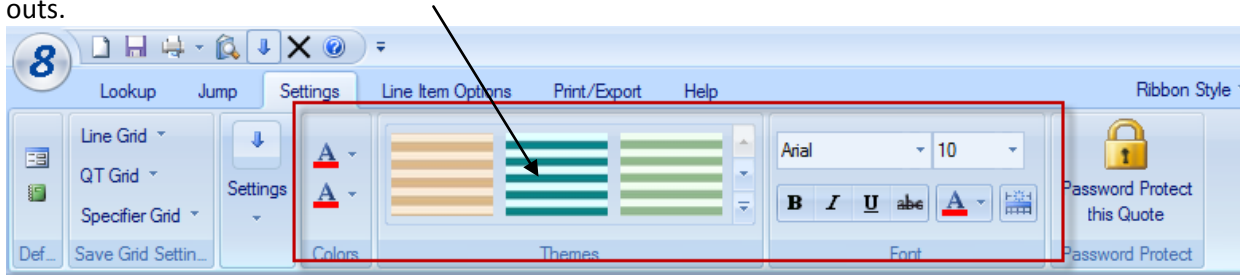 outs.
8
Lookup Jump Settings Line Item Options Print/Export Help Ribbon Style
Line Grid
QT Grid
Specifier Grid
Settings
A
A
Arial 10
B I U abc A
Password Protect
this Quote
Def... Save Grid Settin... Colors Themes Font Password Protect